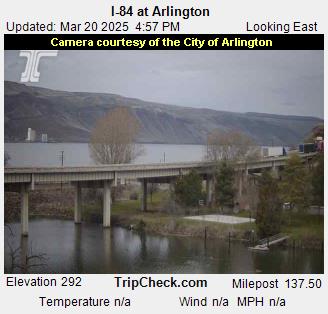 I-84 at Arlington
Updated: Mar 20 2025 4:57 PM Looking East
Camera courtesy of the City of Arlington
Elevation 292 TripCheck.com Milepost 137.50
Temperature n/a Wind n/a MPH n/a